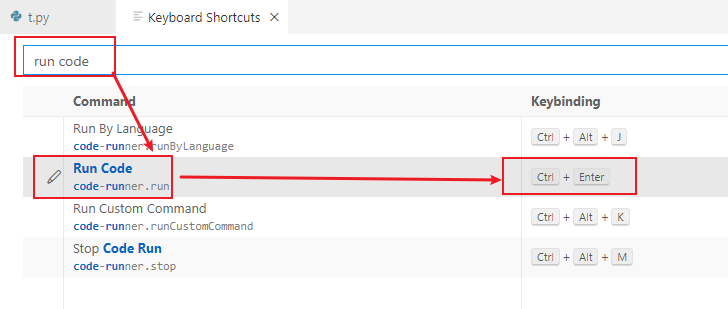 t.py Keyboard Shortcuts
run code
Command Keybinding
Run By Language
code-runner.runByLanguage Ctrl + Alt + J
Run Code
code-runner.run Ctrl + Enter
Run Custom Command
code-runner.runCustomCommand Ctrl + Alt + K
Stop Code Run
code-runner.stop Ctrl + Alt + M